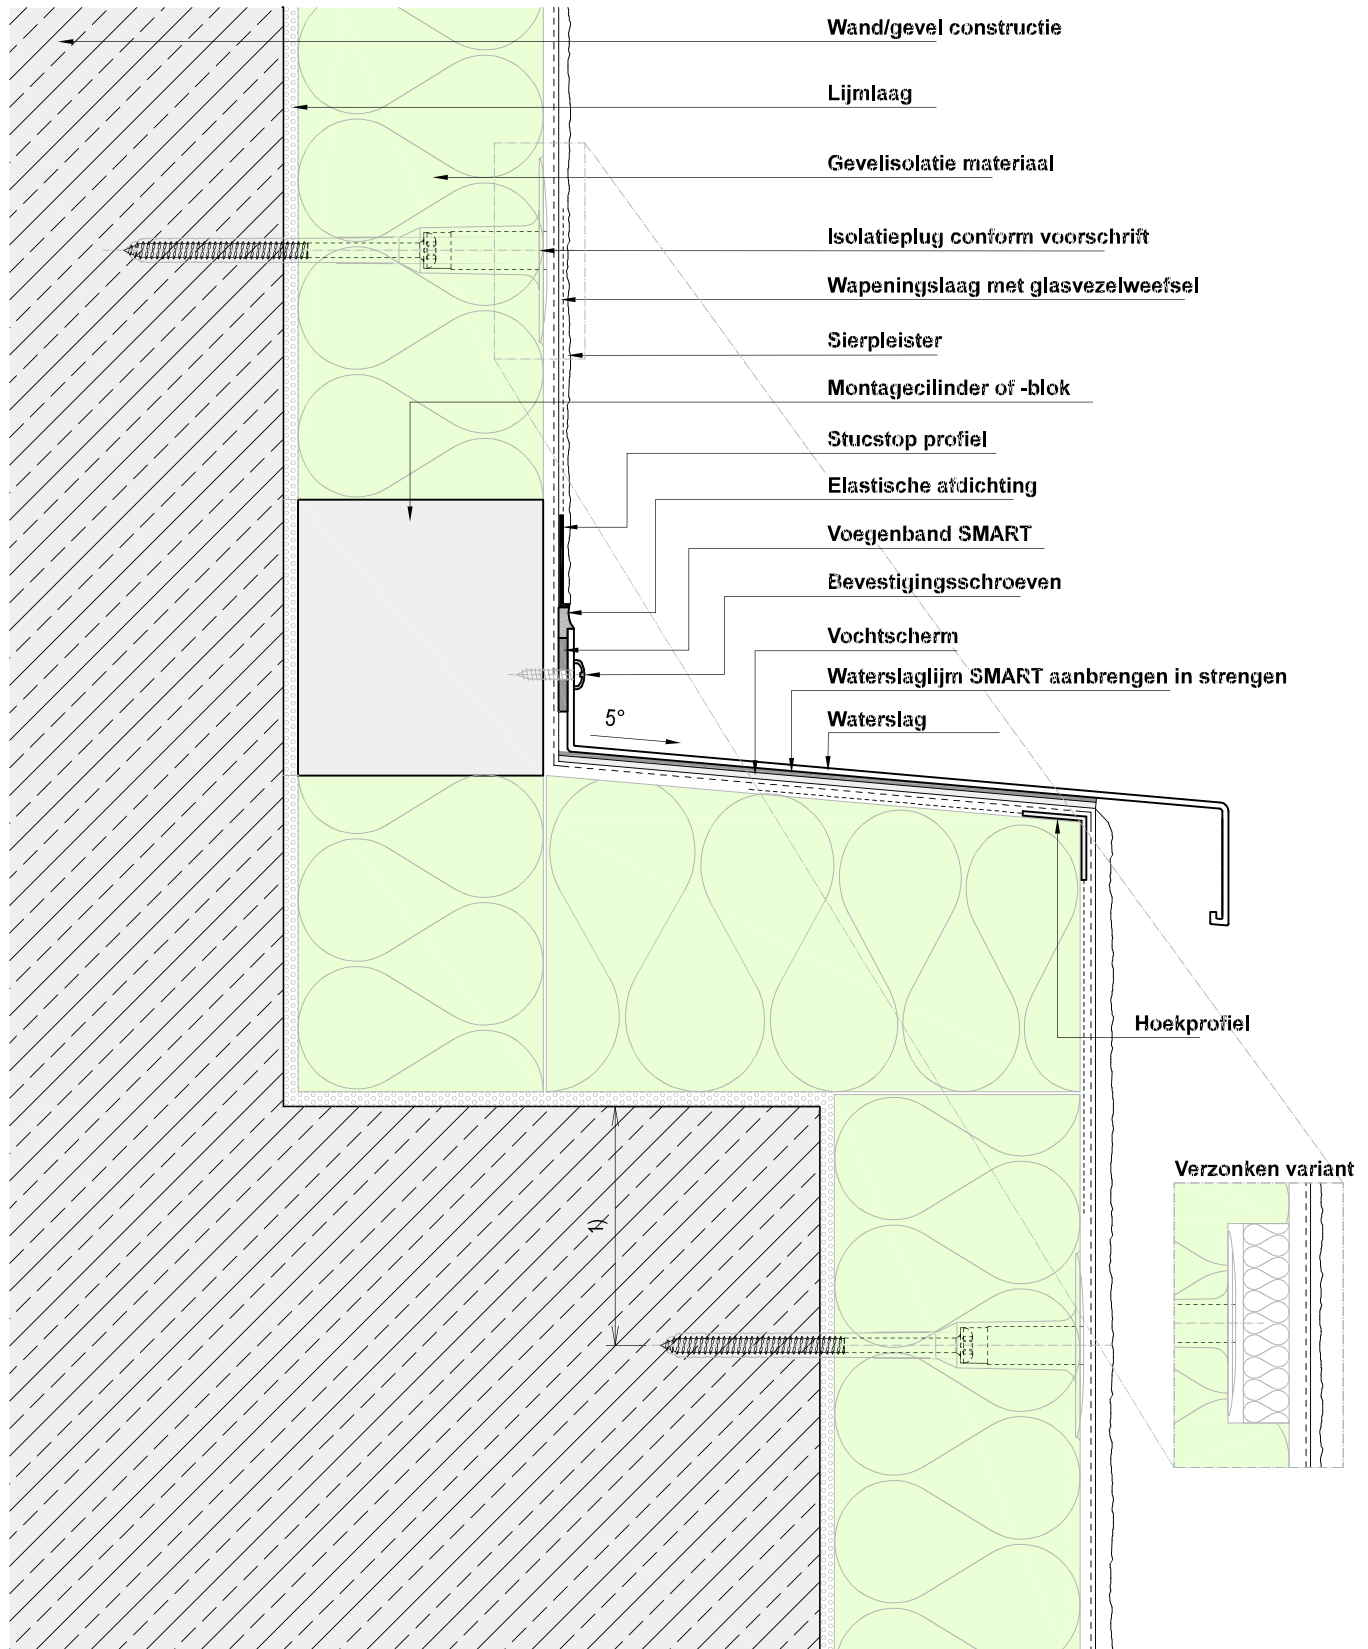 Wand/gevel constructie
Lijmlaag
Gevelisolatie materiaal
Isolatieplug conform voorschrift
Wapeningslaag met glasvezelweefsel
Sierpleister
Montagecilinder of -blok
Stucstop profiel
Elastische afdichting
Voegenband SMART
Bevestigingsschroeven
Vochtscherm
Waterslaglijm SMART aanbrengen in strengen
5°
Waterslag
Hoekprofiel
Verzonken variant
1)